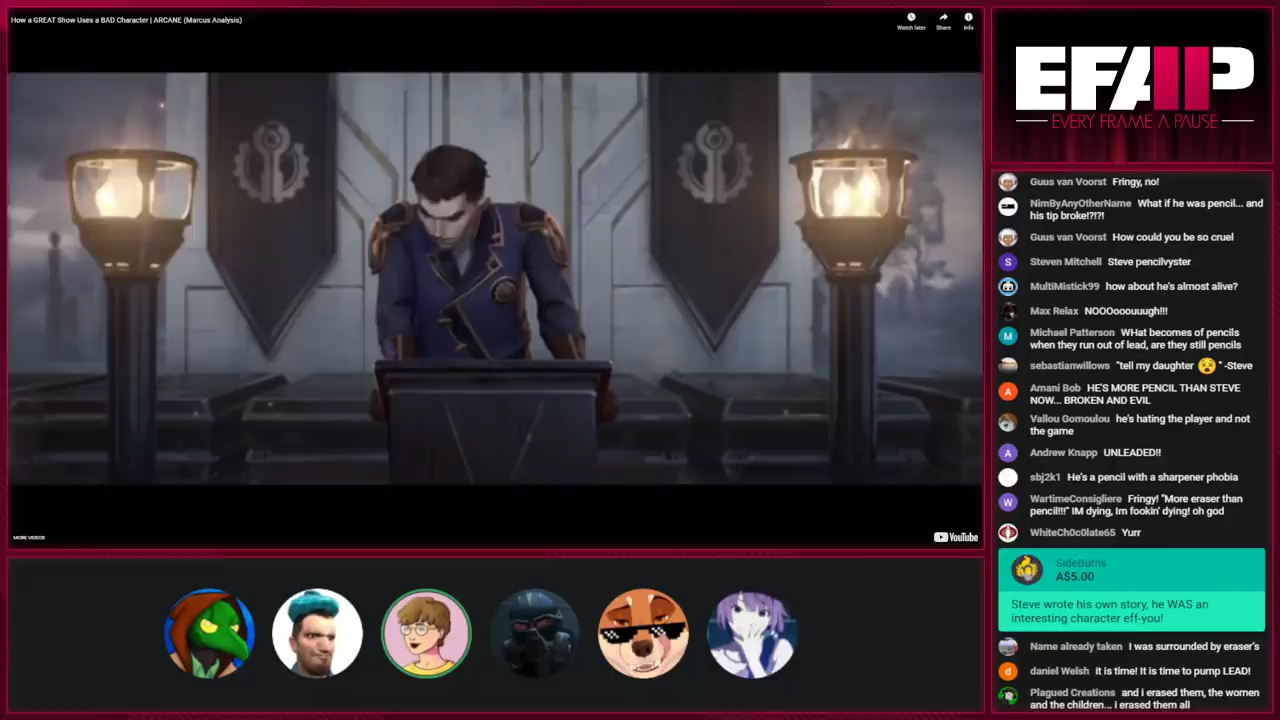 How a GREAT Show Uses a BAD Character | ARCANE (Marcus Analysis)
Watch later
Share
Info
MORE VIDEOS
YouTube
EFAP
EVERY FRAME A PAUSE
Guus van Voorst Fringy, no!
NimByAnyOtherName What if he was pencil... and
his tip broke!?!?!
Guus van Voorst How could you be so cruel
S
Steven Mitchell Steve pencilvyster
MultiMistick99 how about he's almost alive?
Max Relax NOOOooouuugh!!!
M
Michael Patterson WHat becomes of pencils
when they run out of lead, are they still pencils
sebastianwillows "tell my daughter 😵 " -Steve
A
Amani Bob HE'S MORE PENCIL THAN STEVE
NOW... BROKEN AND EVIL
Vallou Gomoulou he's hating the player and not
the game
A
Andrew Knapp UNLEADED!!
sbj2k1 He's a pencil with a sharpener phobia
W
WartimeConsigliere Fringy! "More eraser than
pencil!!!" IM dying, Im fookin' dying! oh god
WhiteCh0c0late65 Yurr
SideBurns
A$5.00
Steve wrote his own story, he WAS an
interesting character eff-you!
Name already taken I was surrounded by eraser's
d
daniel Welsh it is time! It is time to pump LEAD!
Plagued Creations and i erased them, the women
and the children... i erased them all